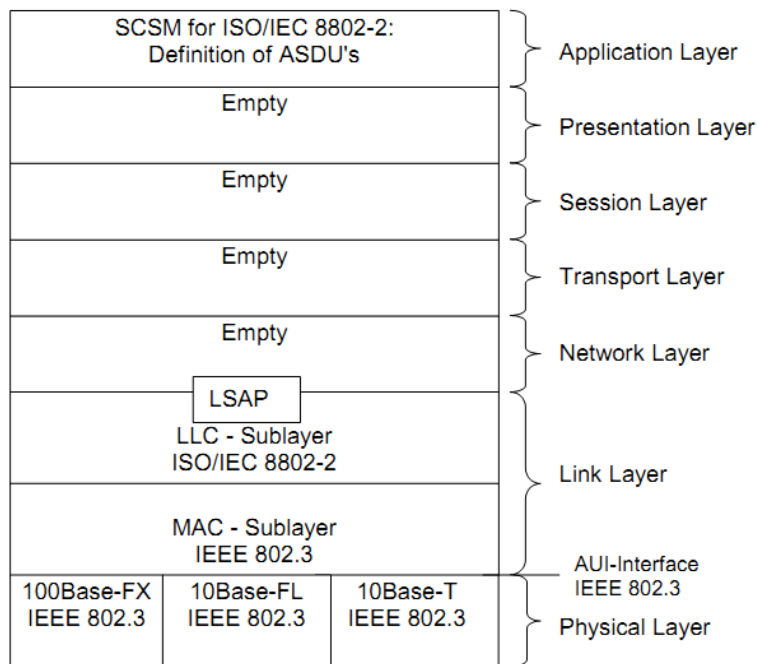 SCSM for ISO/IEC 8802-2:
Definition of ASDU's
Application Layer
Empty
Presentation Layer
Empty
Session Layer
Empty
Transport Layer
Empty
Network Layer
LSAP
LLC - Sublayer
ISO/IEC 8802-2
Link Layer
MAC - Sublayer
IEEE 802.3
AUI-Interface
IEEE 802.3
100Base-FX
IEEE 802.3
10Base-FL
IEEE 802.3
10Base-T
IEEE 802.3
Physical Layer